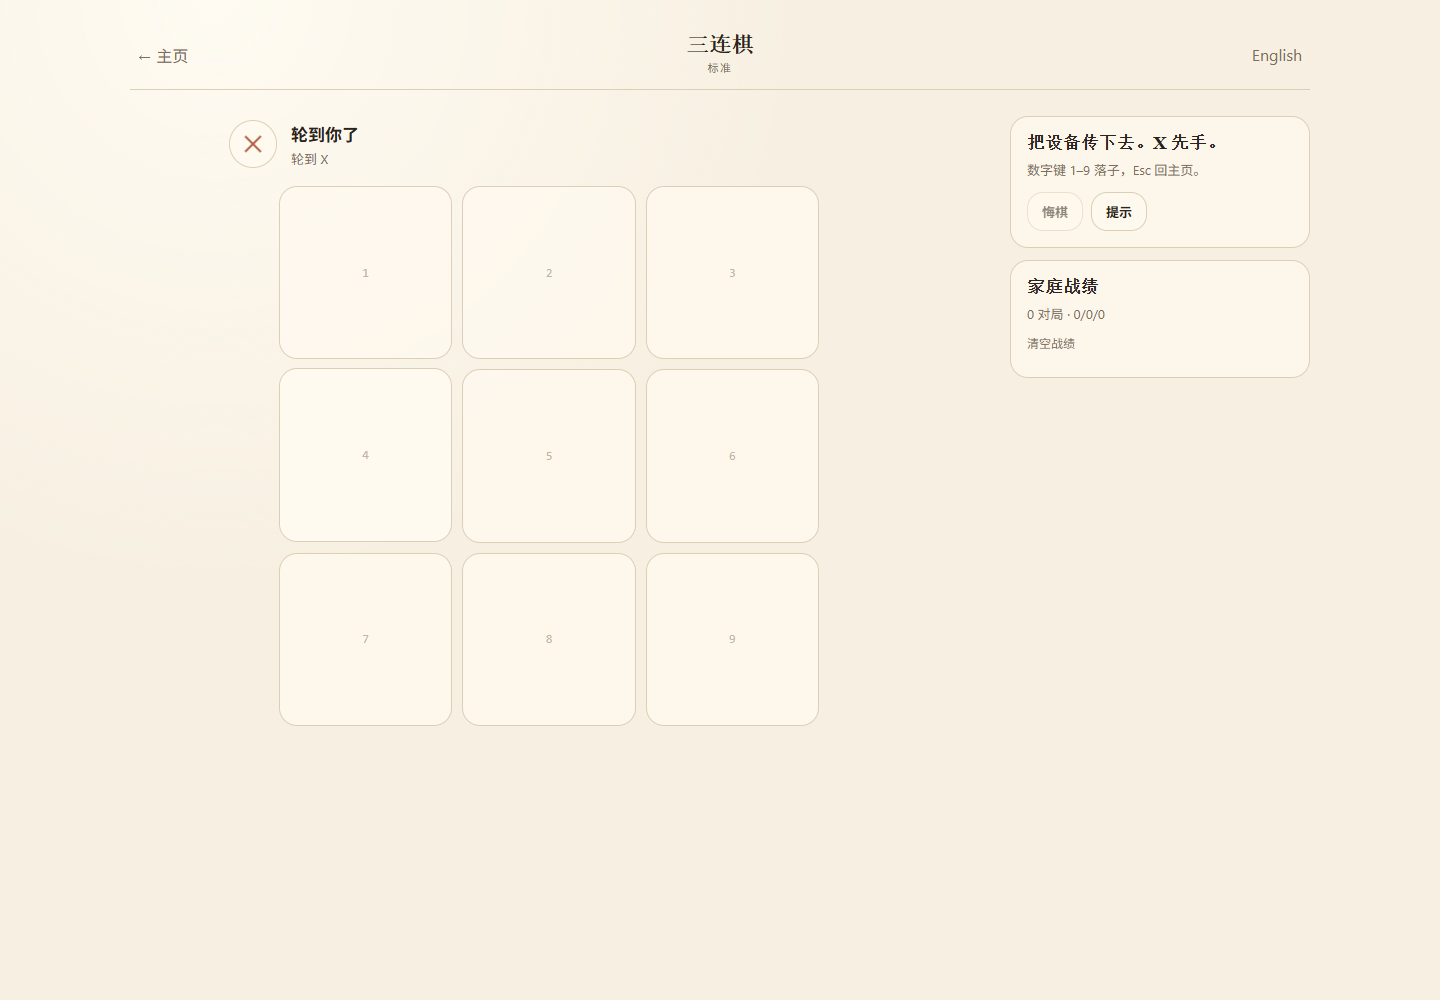 ← 主页
三连棋
标准
English
轮到你了
轮到 X
1
2
3
4
5
6
7
8
9
把设备传下去。X 先手。
数字键 1–9 落子，Esc 回主页。
悔棋
提示
家庭战绩
0 对局 · 0/0/0
清空战绩